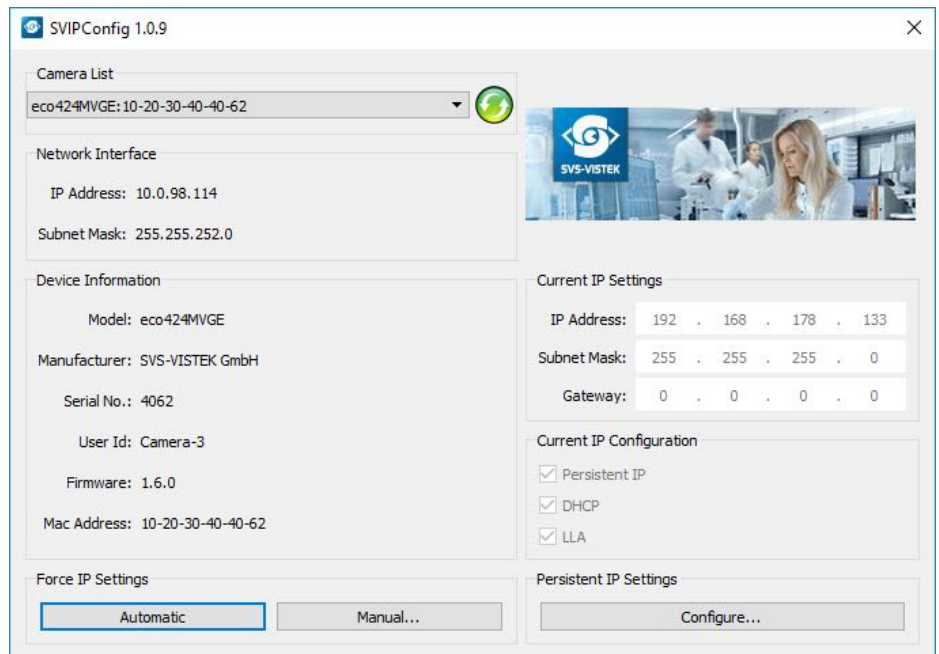 SVIPConfig 1.0.9
Camera List
eco424MVGE:10-20-30-40-40-62
SVS-VISTEK
Network Interface
IP Address: 10.0.98.114
Subnet Mask: 255.255.252.0
Device Information
Model: eco424MVGE
Manufacturer: SVS-VISTEK GmbH
Serial No.: 4062
User Id: Camera-3
Firmware: 1.6.0
Mac Address: 10-20-30-40-40-62
Current IP Settings
IP Address: 192 . 168 . 178 . 133
Subnet Mask: 255 . 255 . 255 . 0
Gateway: 0 . 0 . 0 . 0
Current IP Configuration
Persistent IP
DHCP
LLA
Force IP Settings
Automatic
Manual...
Persistent IP Settings
Configure...